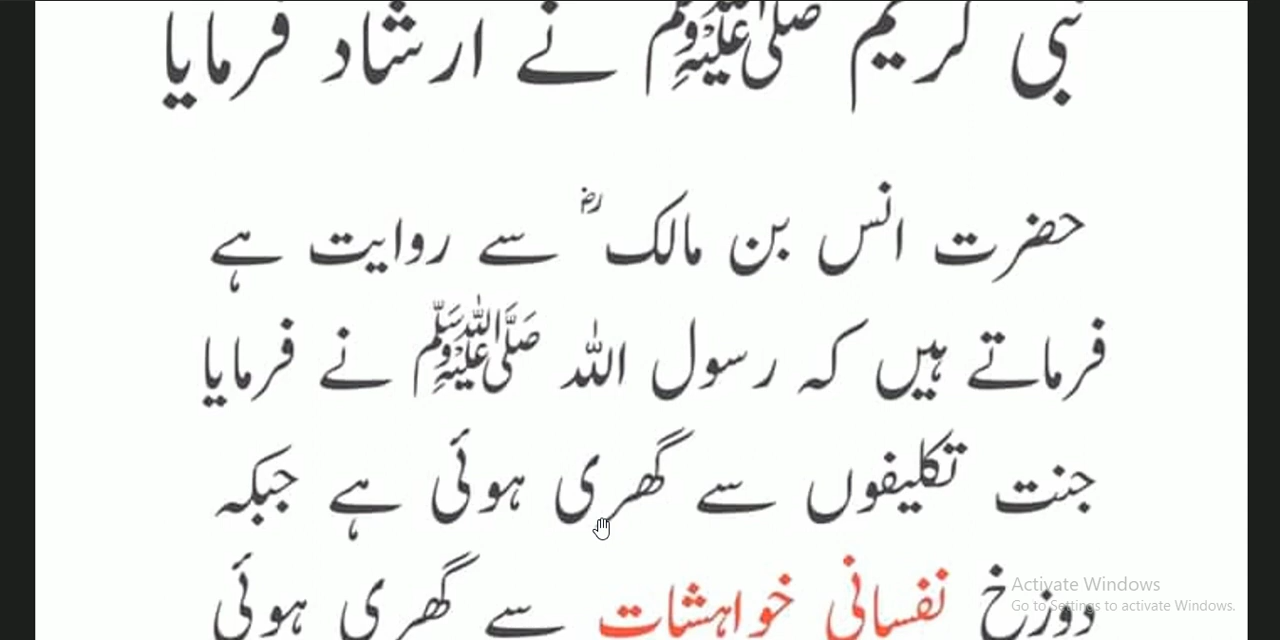 نبی کریم ﷺ نے ارشاد فرمایا
حضرت انس بن مالکؓ سے روایت ہے
فرماتے ہیں کہ رسول اللہ ﷺ نے فرمایا
جنت تکلیفوں سے گھری ہوئی ہے جبکہ
دوزخ نفسانی خواہشات سے گھری ہوئی
Activate Windows
Go to Settings to activate Windows.